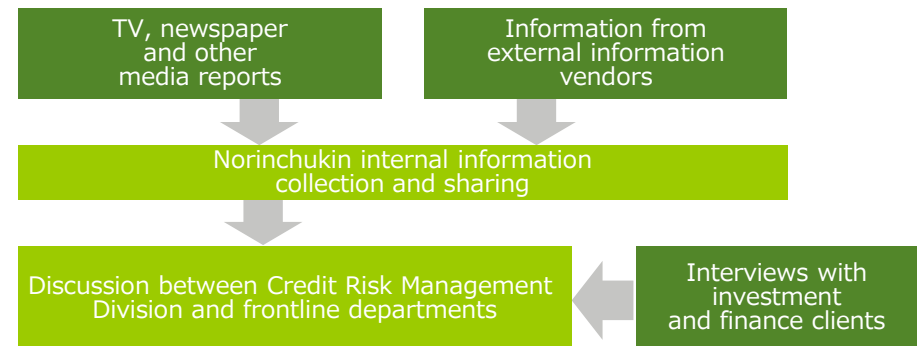 TV, newspaper
and other
media reports
Information from
external information
vendors
Norinchukin internal information
collection and sharing
Discussion between Credit Risk Management
Division and frontline departments
Interviews with
investment
and finance clients